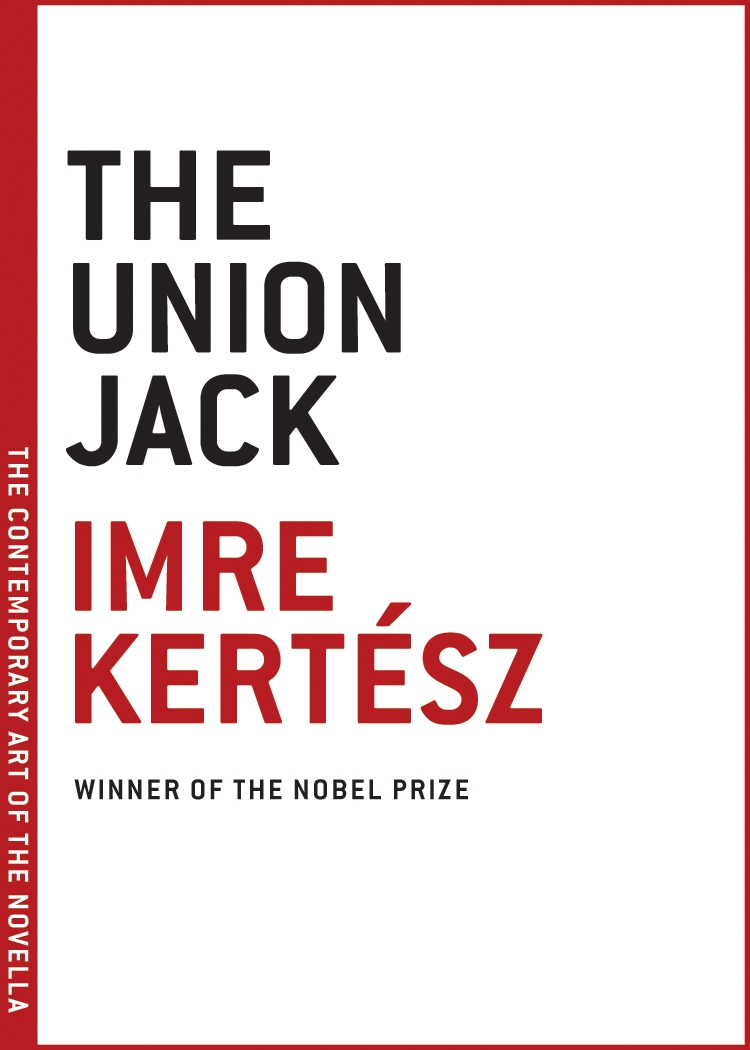 THE
UNION
JACK
IMRE
KERTÉSZ
WINNER OF THE NOBEL PRIZE
THE CONTEMPORARY ART OF THE NOVELLA